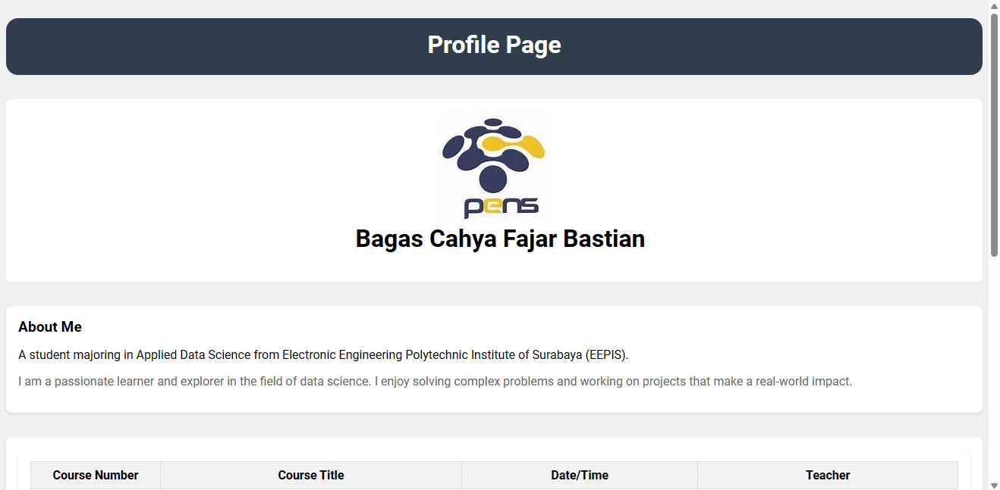 Profile Page
pens
Bagas Cahya Fajar Bastian
About Me
A student majoring in Applied Data Science from Electronic Engineering Polytechnic Institute of Surabaya (EEPIS).
I am a passionate learner and explorer in the field of data science. I enjoy solving complex problems and working on projects that make a real-world impact.
Course Number Course Title Date/Time Teacher